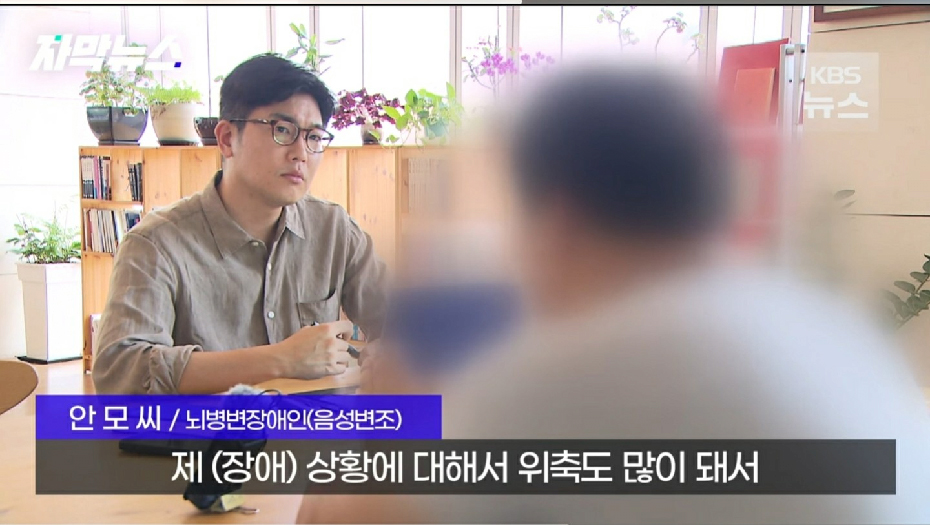 자막뉴스
KBS
뉴스
안 모 씨 / 뇌병변장애인(음성변조)
제 (장애) 상황에 대해서 위축도 많이 돼서